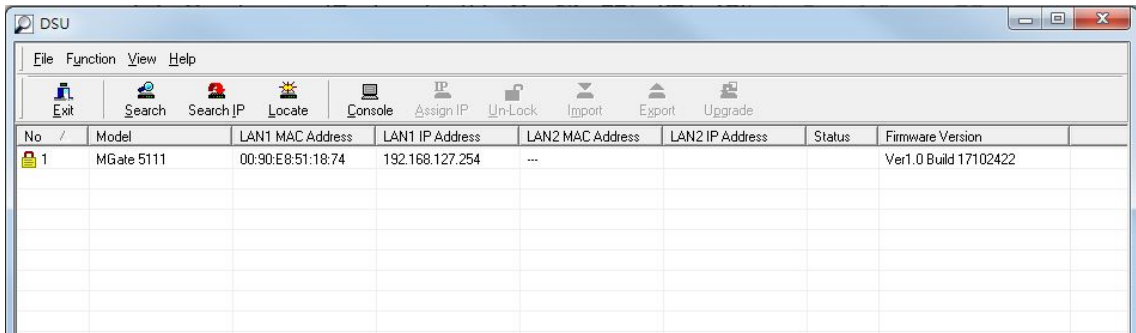 DSU
File Function View Help
Exit Search Search IP Locate Console Assign IP Un-Lock Import Export Upgrade
No / Model LAN1 MAC Address LAN1 IP Address LAN2 MAC Address LAN2 IP Address Status Firmware Version
1 MGate 5111 00:90:E8:51:18:74 192.168.127.254 --- Ver1.0 Build 17102422